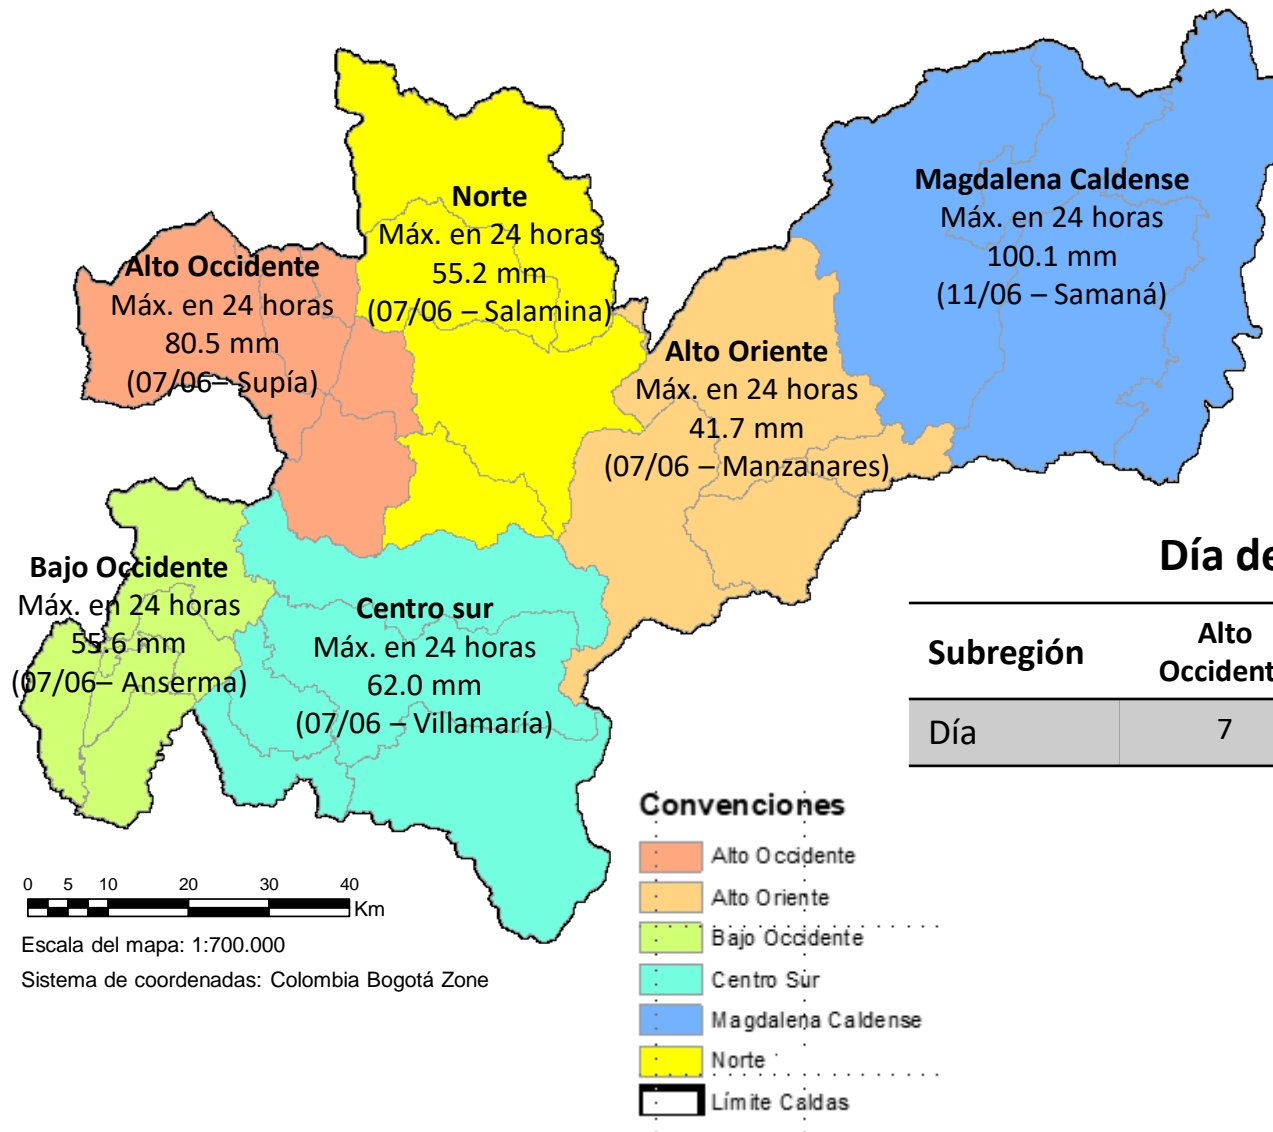 Magdalena Caldense
Máx. en 24 horas
100.1 mm
(11/06 – Samaná)
Norte
Máx. en 24 horas
55.2 mm
(07/06 – Salamina)
Alto Occidente
Máx. en 24 horas
80.5 mm
(07/06– Supía)
Alto Oriente
Máx. en 24 horas
41.7 mm
(07/06 – Manzanares)
Bajo Occidente
Máx. en 24 horas
55.6 mm
(07/06– Anserma)
Centro sur
Máx. en 24 horas
62.0 mm
(07/06 – Villamaría)
Día de
Subregión
Alto
Occident
Día
7
0 5 10 20 30 40
Km
Escala del mapa: 1:700.000
Sistema de coordenadas: Colombia Bogotá Zone
Convenciones
Alto Occidente
Alto Oriente
Bajo Occidente
Centro Sur
Magdalena Caldense
Norte
Límite Caldas